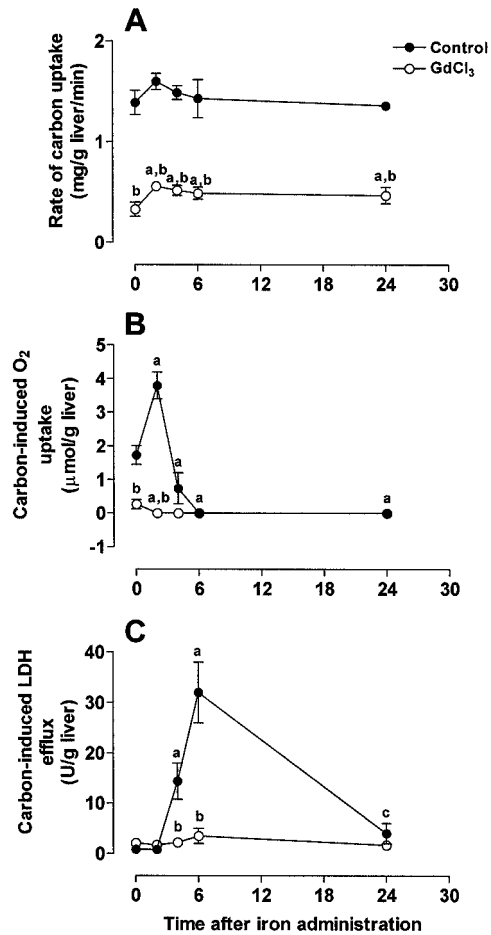 A
Control
GdCl₃
Rate of carbon uptake
(mg/g liver/min)
2
1
0
b
a,b
a,b
a,b
a,b
0
6
12
18
24
30
B
Carbon-induced O₂
uptake
(μmol/g liver)
5
4
3
2
1
0
-1
a
a
b
a,b
a
a
0
6
12
18
24
30
C
Carbon-induced LDH
efflux
(U/g liver)
40
30
20
10
0
a
a
b
b
c
0
6
12
18
24
30
Time after iron administration